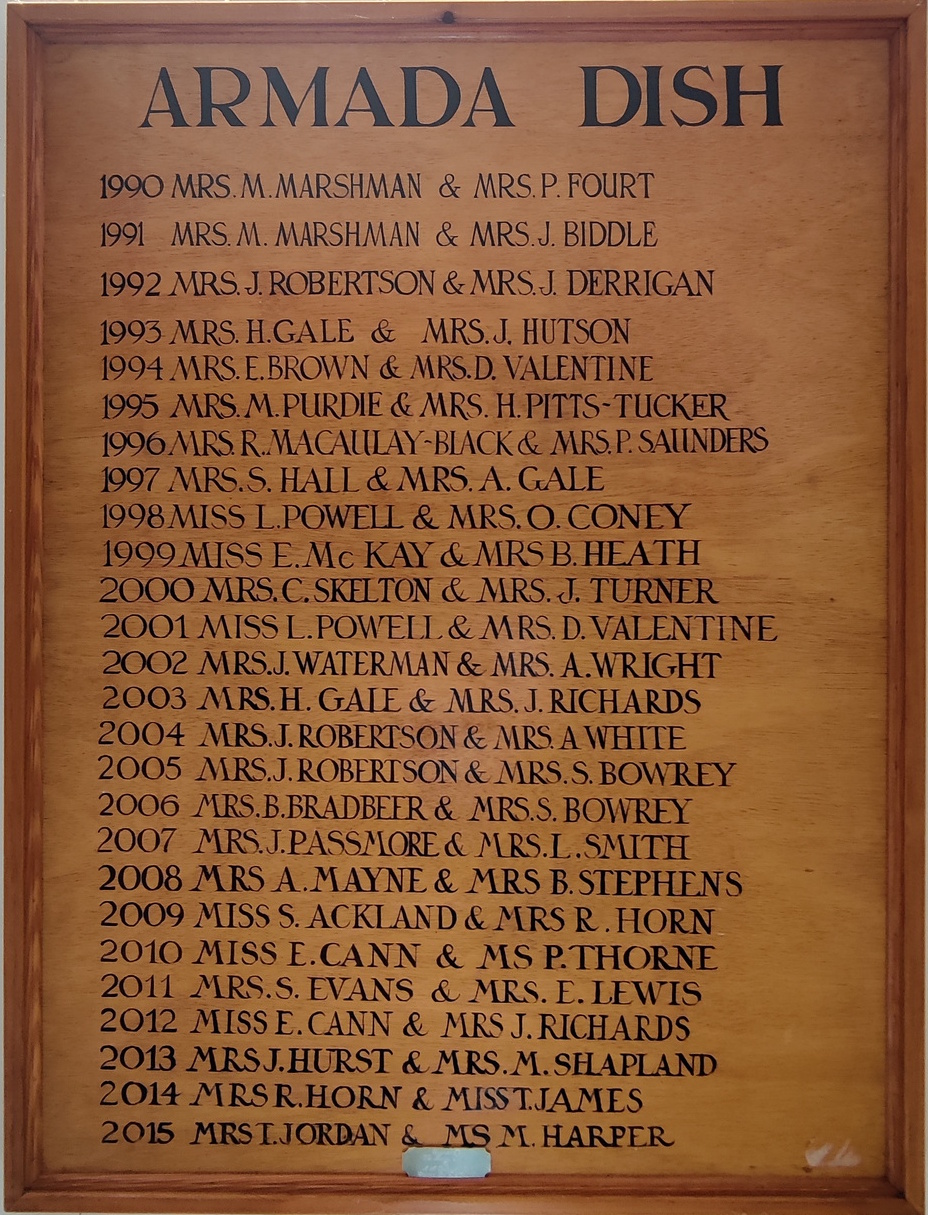 ARMADA DISH
1990 MRS. M. MARSHMAN & MRS. P. FOURT
1991 MRS. M. MARSHMAN & MRS. J. BIDDLE
1992 MRS. J. ROBERTSON & MRS. J. DERRIGAN
1993 MRS. H. GALE & MRS. J. HUTSON
1994 MRS. E. BROWN & MRS. D. VALENTINE
1995 MRS. M. PURDIE & MRS. H. PITTS-TUCKER
1996 MRS. R. MACAULAY-BLACK & MRS. P. SAUNDERS
1997 MRS. S. HALL & MRS. A. GALE
1998 MISS L. POWELL & MRS. O. CONEY
1999 MISS E. Mc KAY & MRS B. HEATH
2000 MRS. C. SKELTON & MRS. J. TURNER
2001 MISS L. POWELL & MRS. D. VALENTINE
2002 MRS. J. WATERMAN & MRS. A. WRIGHT
2003 MRS. H. GALE & MRS. J. RICHARDS
2004 MRS. J. ROBERTSON & MRS. A WHITE
2005 MRS. J. ROBERTSON & MRS. S. BOWREY
2006 MRS. B. BRADBEER & MRS. S. BOWREY
2007 MRS. J. PASSMORE & MRS. L. SMITH
2008 MRS A. MAYNE & MRS B. STEPHENS
2009 MISS S. ACKLAND & MRS R. HORN
2010 MISS E. CANN & MS P. THORNE
2011 MRS. S. EVANS & MRS. E. LEWIS
2012 MISS E. CANN & MRS J. RICHARDS
2013 MRS J. HURST & MRS. M. SHAPLAND
2014 MRS R. HORN & MISS T. JAMES
2015 MRS T. JORDAN & MS M. HARPER